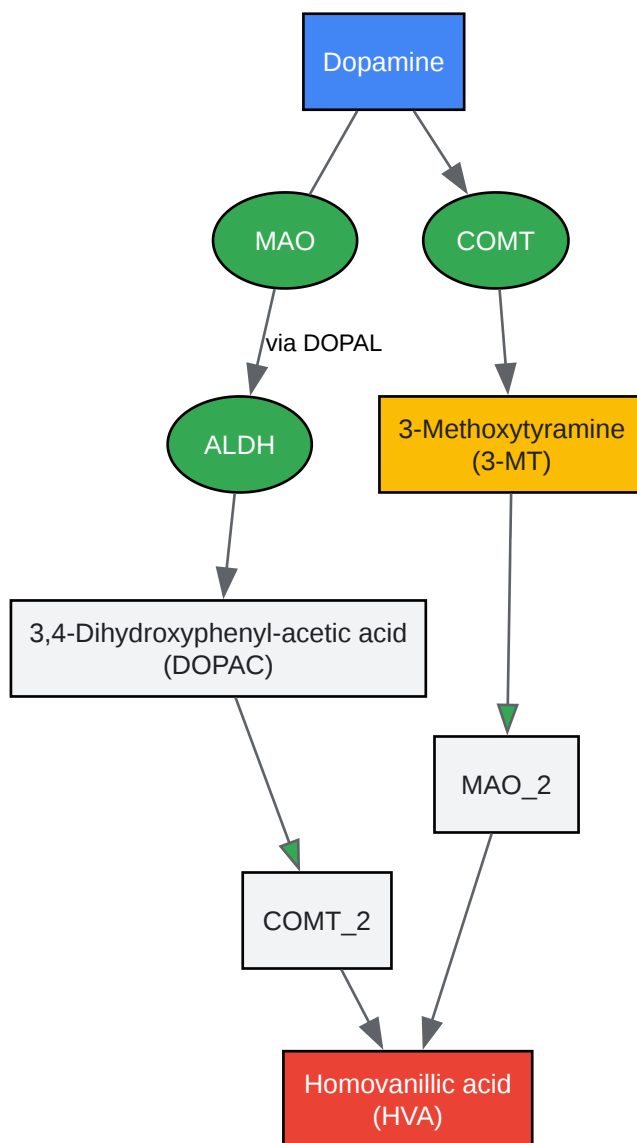 Dopamine
MAO
COMT
via DOPAL
ALDH
3-Methoxytyramine
(3-MT)
3,4-Dihydroxyphenyl-acetic acid
(DOPAC)
MAO_2
COMT_2
Homovanillic acid
(HVA)